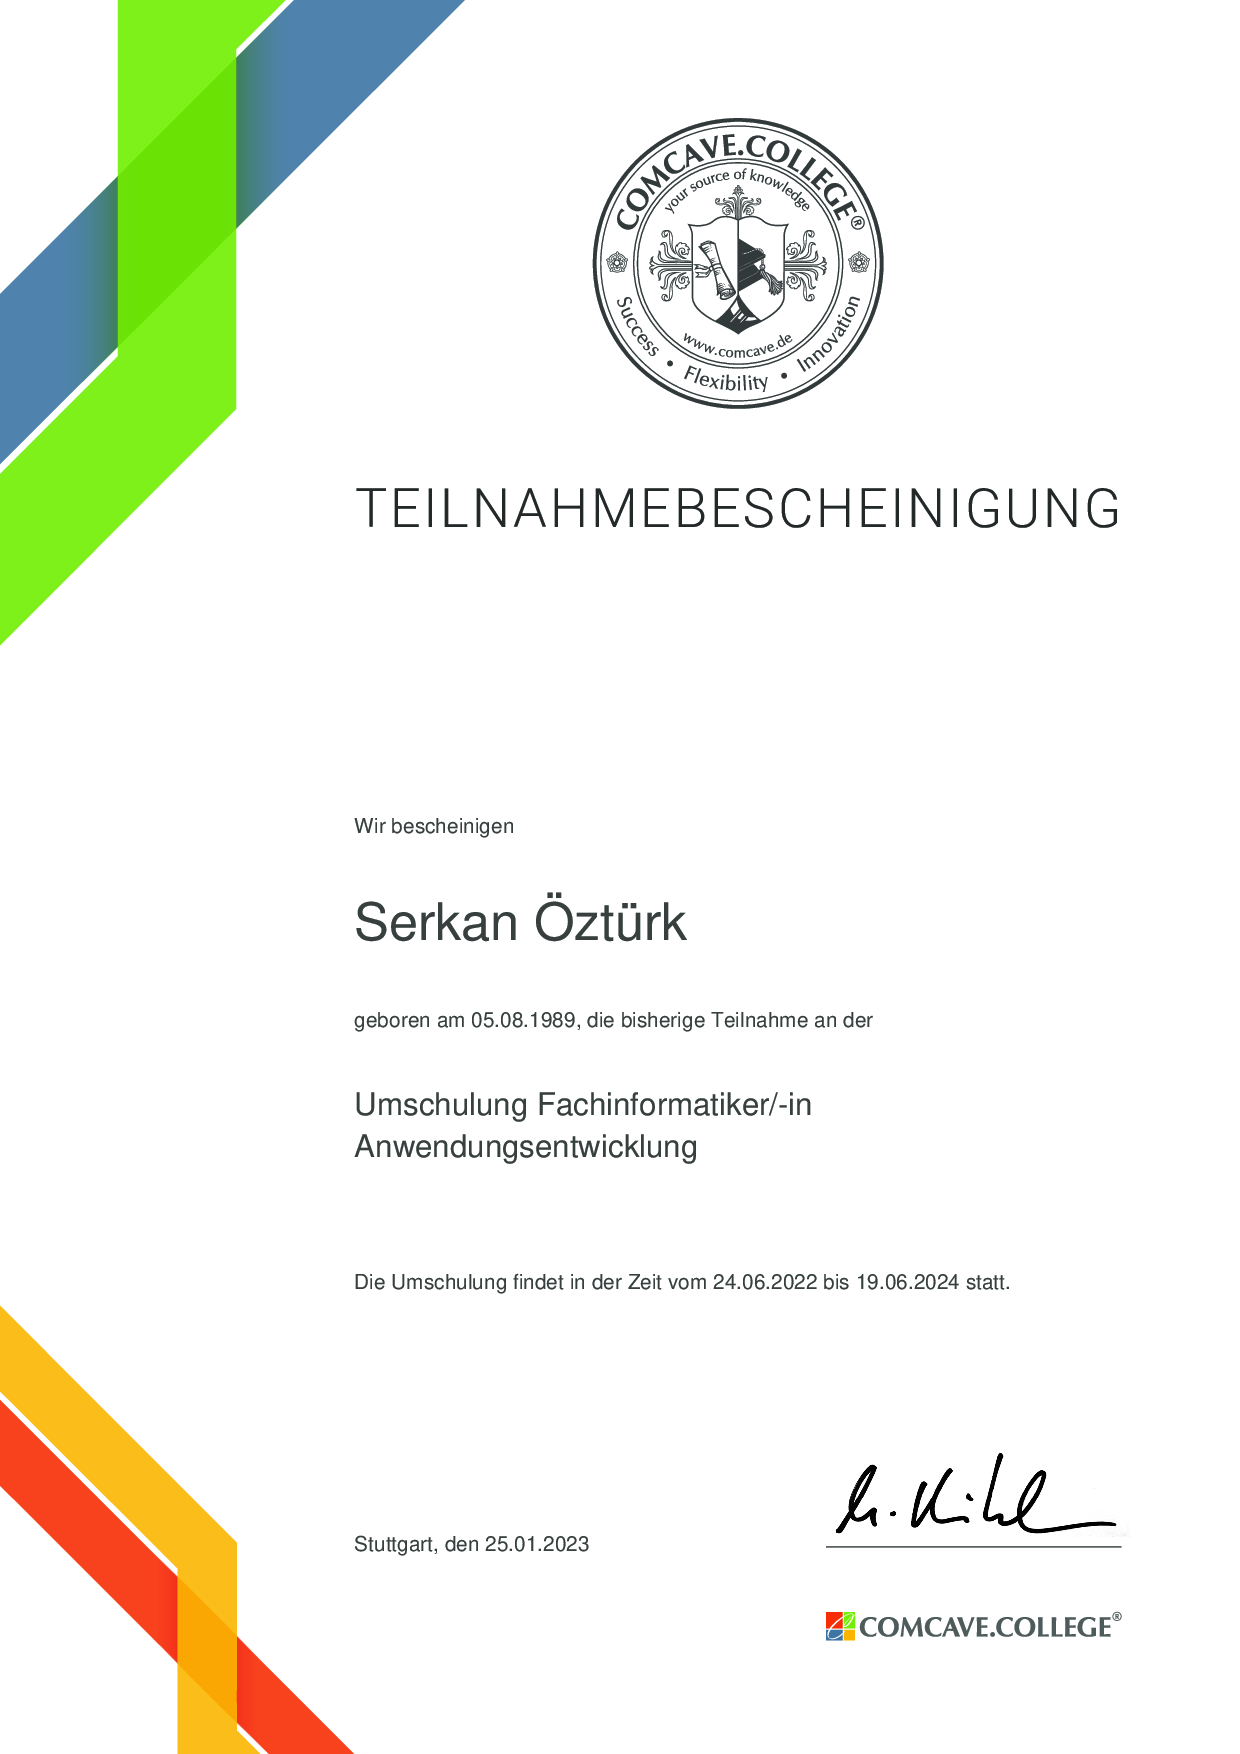 COMCAVE.COLLEGE®
your source of knowledge
www.comcave.de
Success • Flexibility • Innovation
TEILNAHMEBESCHEINIGUNG
Wir bescheinigen
Serkan Öztürk
geboren am 05.08.1989, die bisherige Teilnahme an der
Umschulung Fachinformatiker/-in
Anwendungsentwicklung
Die Umschulung findet in der Zeit vom 24.06.2022 bis 19.06.2024 statt.
Stuttgart, den 25.01.2023
COMCAVE.COLLEGE®